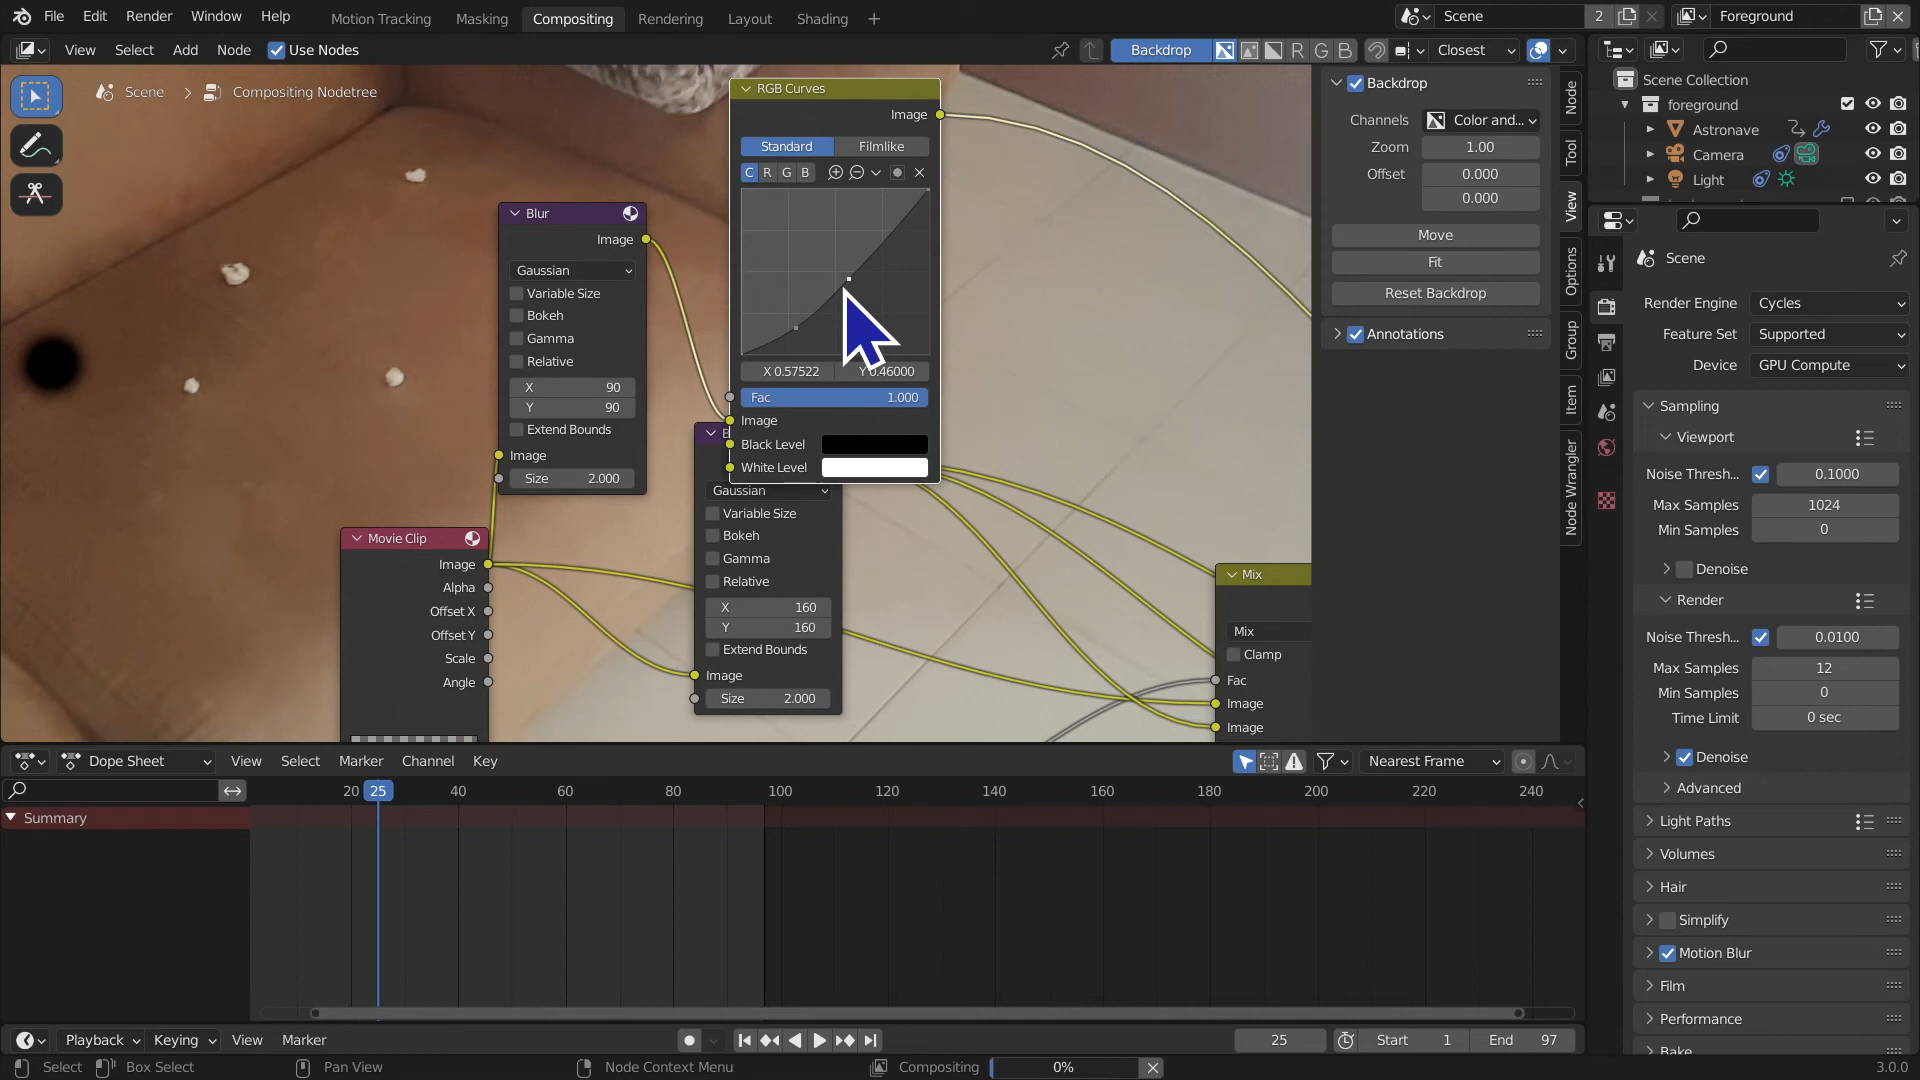 File Edit Render Window Help Motion Tracking Masking Compositing Rendering Layout Shading + Scene 2 Foreground
View Select Add Node Use Nodes Backdrop R G B Closest
Scene > Compositing Nodetree
RGB Curves
Image
Standard Filmlike
C R G B
X 0.57522 Y 0.46000
Fac 1.000
Image
Black Level
White Level
Blur
Image
Gaussian
Variable Size
Bokeh
Gamma
Relative
X 90
Y 90
Extend Bounds
Image
Size 2.000
Gaussian
Variable Size
Bokeh
Gamma
Relative
X 160
Y 160
Extend Bounds
Image
Size 2.000
Movie Clip
Image
Alpha
Offset X
Offset Y
Scale
Angle
Mix
Mix
Clamp
Fac
Image
Image
Backdrop
Channels Color and...
Zoom 1.00
Offset 0.000
0.000
Move
Fit
Reset Backdrop
Annotations
Node
Tool
View
Options
Group
Item
Node Wrangler
Scene Collection
foreground
Astronave
Camera
Light
Scene
Render Engine Cycles
Feature Set Supported
Device GPU Compute
Sampling
Viewport
Noise Thresh... 0.1000
Max Samples 1024
Min Samples 0
Denoise
Render
Noise Thresh... 0.0100
Max Samples 12
Min Samples 0
Time Limit 0 sec
Denoise
Advanced
Light Paths
Volumes
Hair
Simplify
Motion Blur
Film
Performance
Bake
Dope Sheet View Select Marker Channel Key Nearest Frame
20 25 40 60 80 100 120 140 160 180 200 220 240
Summary
Playback Keying View Marker 25 Start 1 End 97
Select Box Select Pan View Node Context Menu Compositing 0% 3.0.0